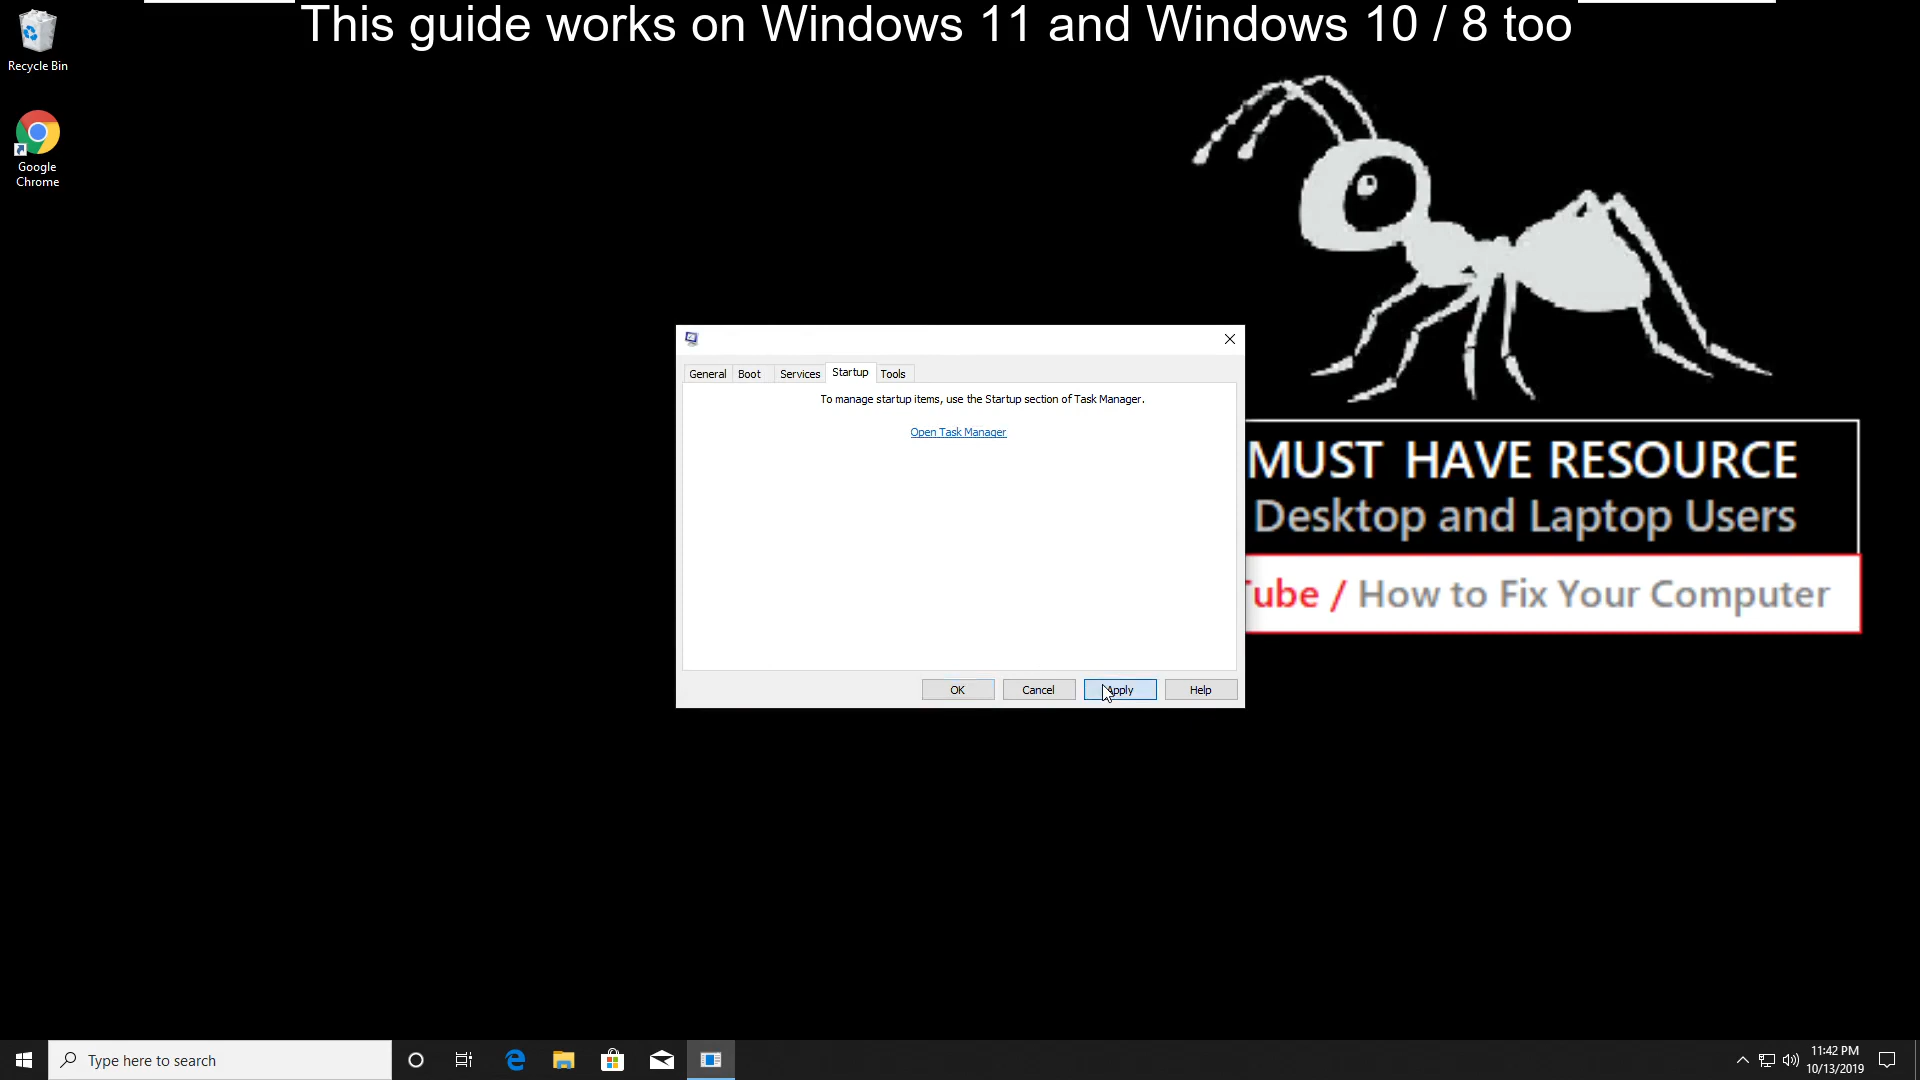 This guide works on Windows 11 and Windows 10 / 8 too
Recycle Bin
Google
Chrome
General
Boot
Services
Startup
Tools
To manage startup items, use the Startup section of Task Manager.
Open Task Manager
OK
Cancel
Apply
Help
MUST HAVE RESOURCE
Desktop and Laptop Users
Tube / How to Fix Your Computer
Type here to search
11:42 PM
10/13/2019